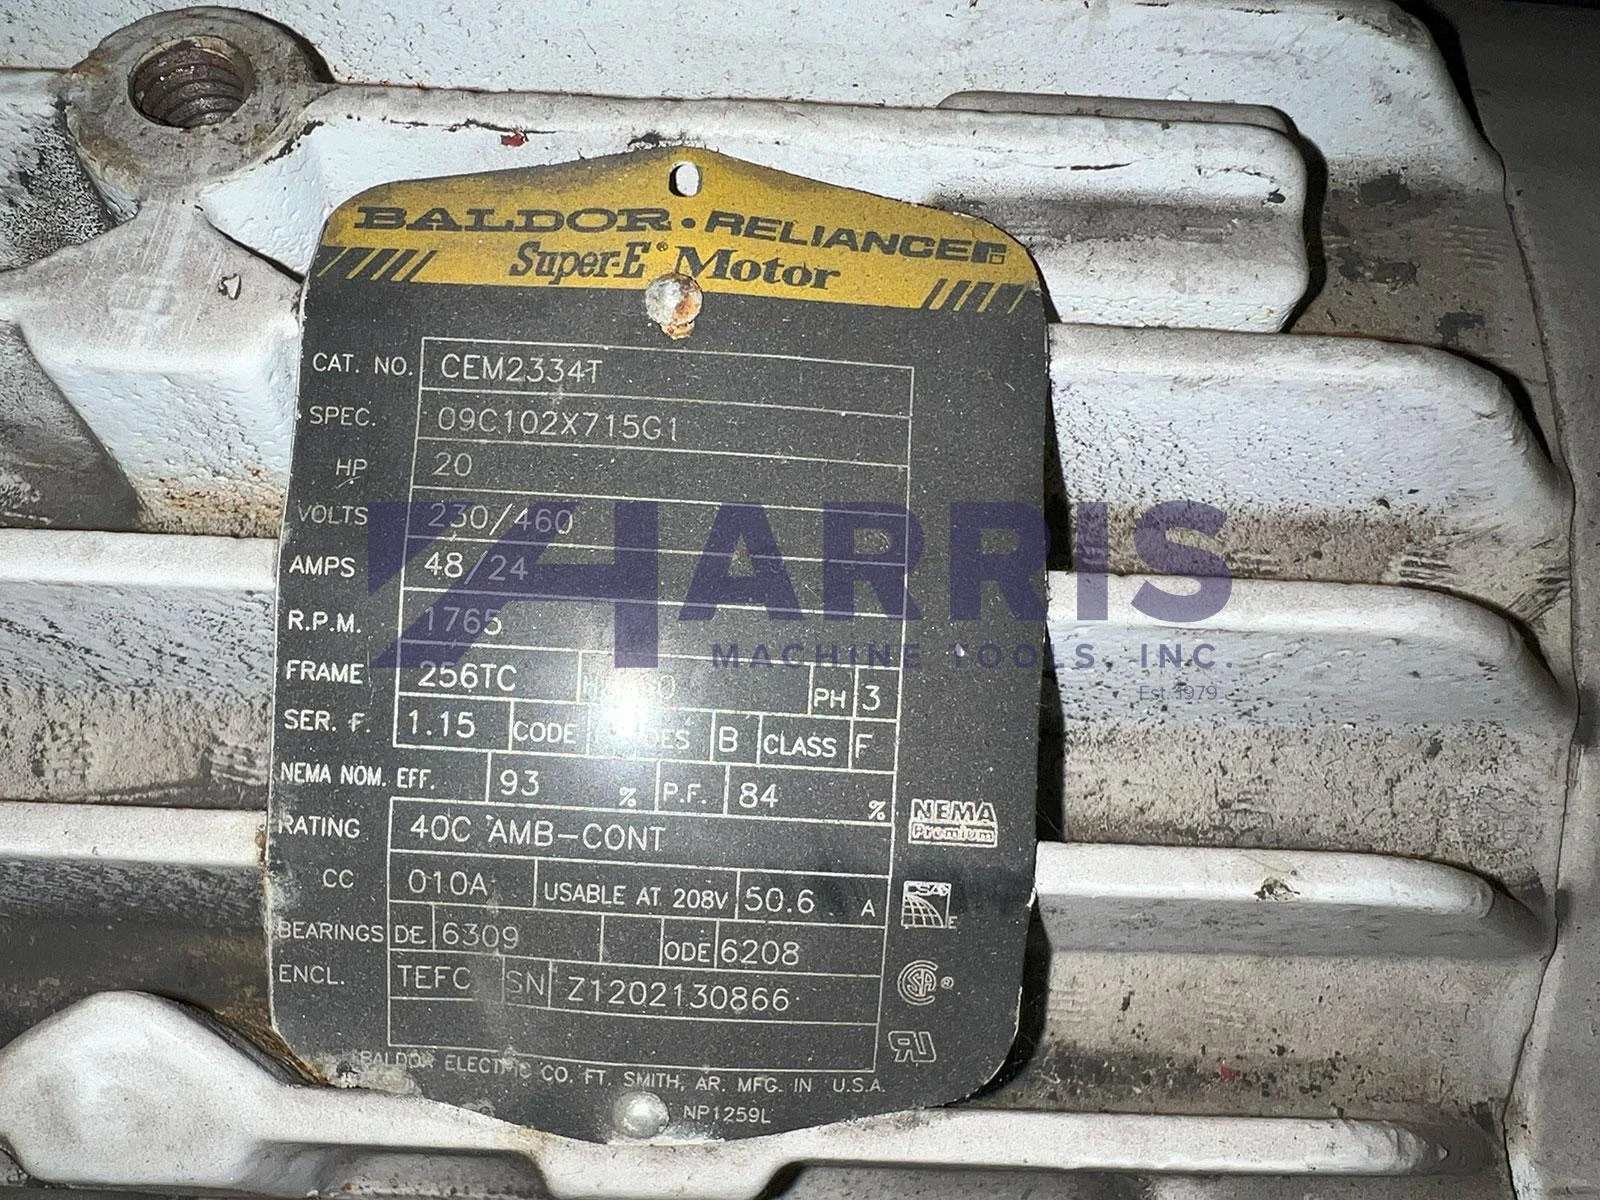 BALDOR • RELIANCE
Super-E® Motor
CAT. NO. CEM2334T
SPEC. 09C102X715G1
HP 20
VOLTS 230/460
AMPS 48/24
R.P.M. 1765
FRAME 256TC PH 3
SER. F. 1.15 CODE DES B CLASS F
NEMA NOM. EFF. 93 % P.F. 84 %
RATING 40C AMB-CONT
CC 010A USABLE AT 208V 50.6 A
BEARINGS DE 6309 ODE 6208
ENCL. TEFC SN Z1202130866
BALDOR ELECTRIC CO. FT. SMITH, AR. MFG. IN U.S.A.
NP1259L
NEMA
Premium
CSA E
CSA ®
HARRIS
MACHINE TOOLS, INC.
Est. 1979